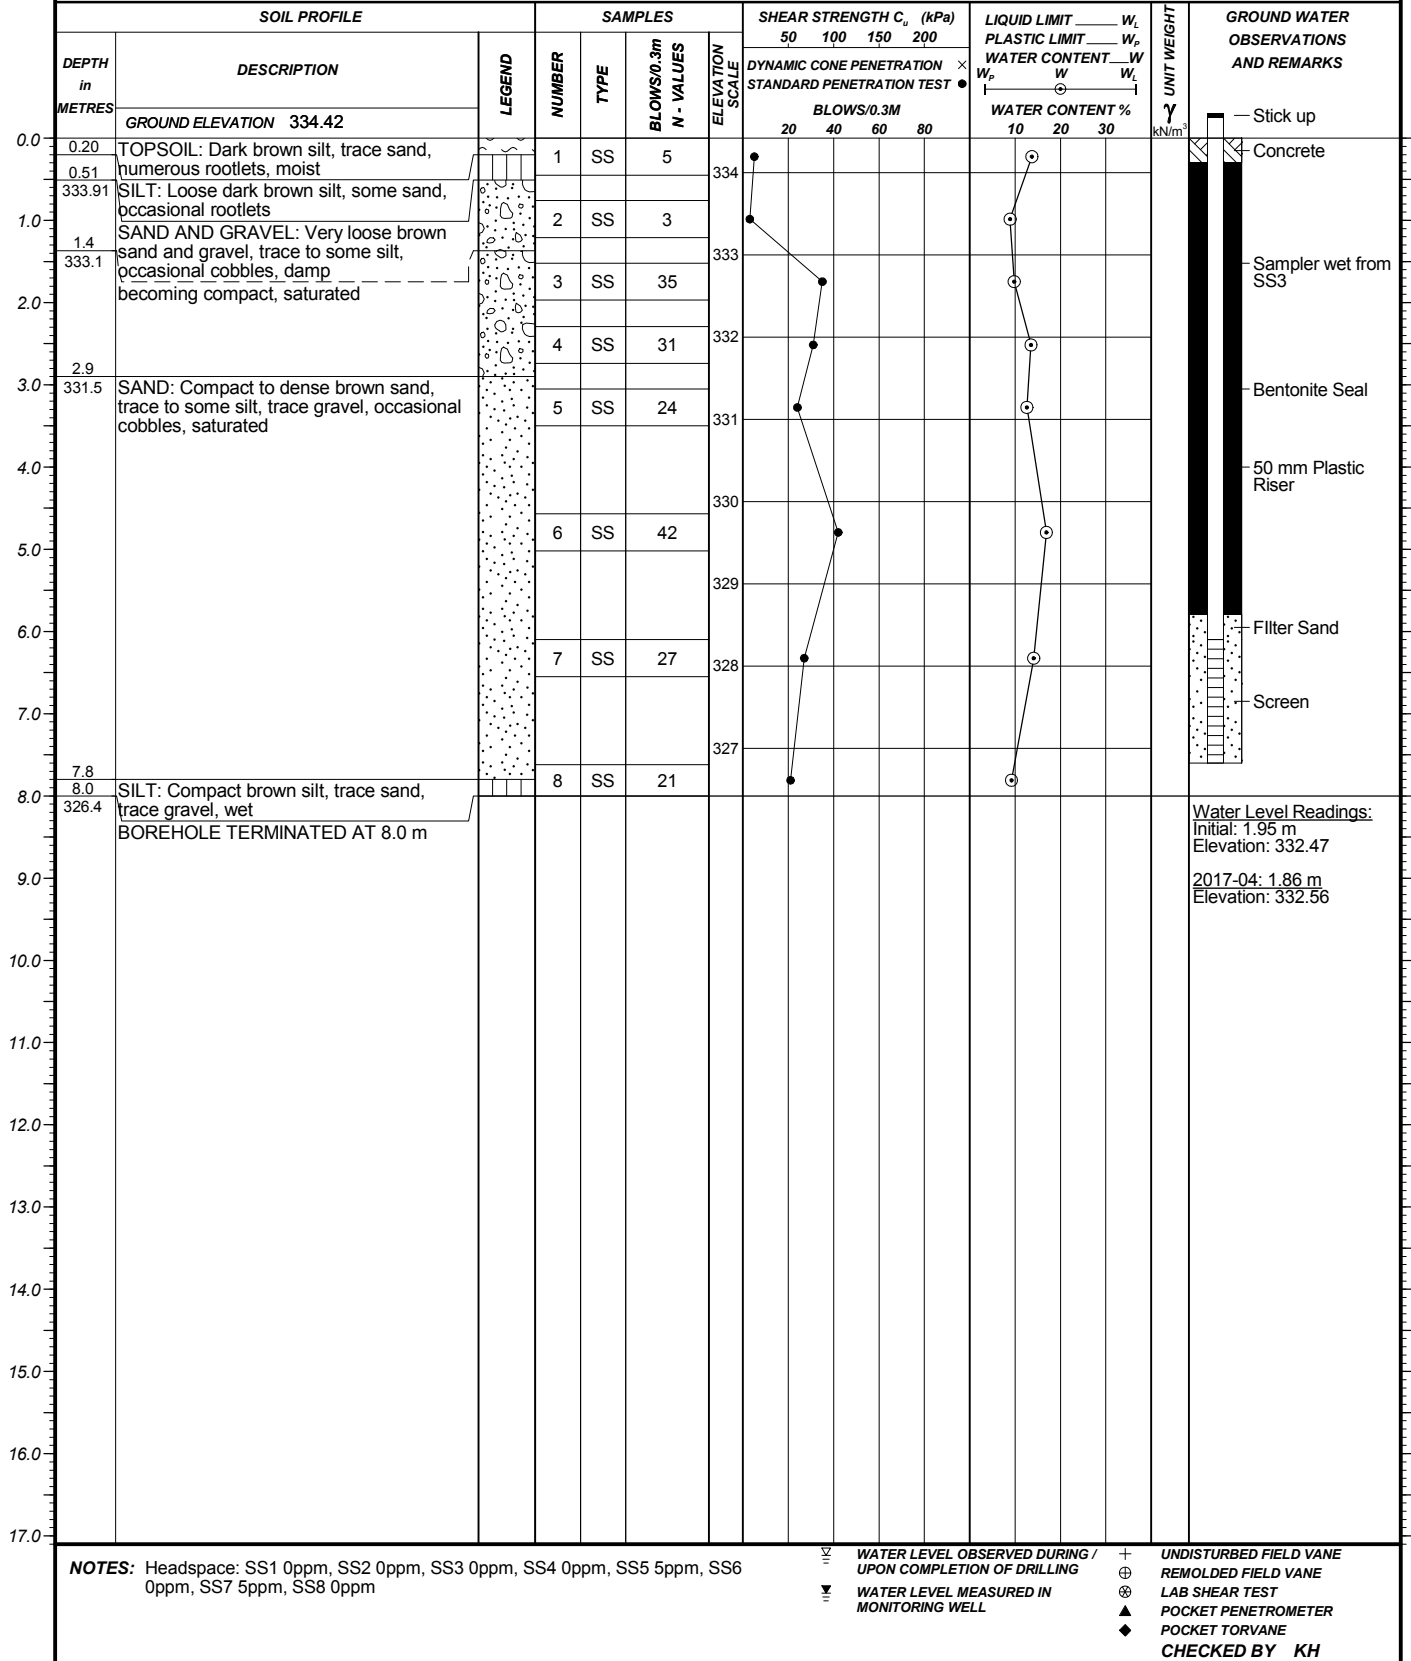 SOIL PROFILE
SAMPLES
SHEAR STRENGTH Cu (kPa)
50 100 150 200
DYNAMIC CONE PENETRATION ×
STANDARD PENETRATION TEST ●
BLOWS/0.3M
20 40 60 80
LIQUID LIMIT ______ WL
PLASTIC LIMIT ____ WP
WATER CONTENT__W
WP W WL
WATER CONTENT %
10 20 30
UNIT WEIGHT
γ
kN/m³
GROUND WATER
OBSERVATIONS
AND REMARKS
DEPTH
in
METRES
DESCRIPTION
GROUND ELEVATION 334.42
LEGEND
NUMBER
TYPE
BLOWS/0.3m
N - VALUES
ELEVATION
SCALE
0.0
1.0
2.0
3.0
4.0
5.0
6.0
7.0
8.0
9.0
10.0
11.0
12.0
13.0
14.0
15.0
16.0
17.0
0.20
TOPSOIL: Dark brown silt, trace sand,
numerous rootlets, moist
0.51
333.91
SILT: Loose dark brown silt, some sand,
occasional rootlets
SAND AND GRAVEL: Very loose brown
sand and gravel, trace to some silt,
occasional cobbles, damp
1.4
333.1
becoming compact, saturated
2.9
331.5
SAND: Compact to dense brown sand,
trace to some silt, trace gravel, occasional
cobbles, saturated
7.8
8.0
326.4
SILT: Compact brown silt, trace sand,
trace gravel, wet
BOREHOLE TERMINATED AT 8.0 m
1 SS 5
2 SS 3
3 SS 35
4 SS 31
5 SS 24
6 SS 42
7 SS 27
8 SS 21
334
333
332
331
330
329
328
327
Stick up
Concrete
Sampler wet from
SS3
Bentonite Seal
50 mm Plastic
Riser
FIlter Sand
Screen
Water Level Readings:
Initial: 1.95 m
Elevation: 332.47
2017-04: 1.86 m
Elevation: 332.56
NOTES: Headspace: SS1 0ppm, SS2 0ppm, SS3 0ppm, SS4 0ppm, SS5 5ppm, SS6
0ppm, SS7 5ppm, SS8 0ppm
WATER LEVEL OBSERVED DURING /
UPON COMPLETION OF DRILLING
WATER LEVEL MEASURED IN
MONITORING WELL
UNDISTURBED FIELD VANE
REMOLDED FIELD VANE
LAB SHEAR TEST
POCKET PENETROMETER
POCKET TORVANE
CHECKED BY KH